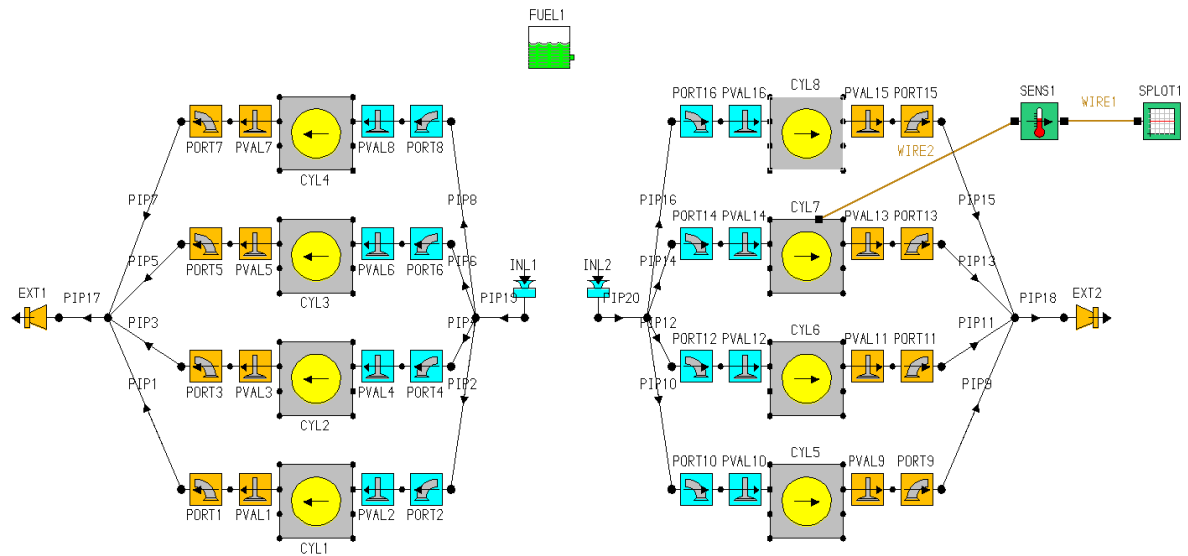 FUEL1
CYL8
PORT16 PVAL16 PVAL15 PORT15
SENS1 WIRE1 SPLOT1
WIRE2
PORT7 PVAL7 PVAL8 PORT8
CYL4
PIP7 PIP8 PIP16 PIP15
CYL7
PORT14 PVAL14 PVAL13 PORT13
PORT5 PVAL5 PVAL6 PORT6
PIP5 PIP6 PIP14 PIP13
INL1 INL2
CYL3
EXT1 PIP17 PIP19 PIP20 PIP18 EXT2
PIP3 PIP12 PIP11
CYL6
PORT12 PVAL12 PVAL11 PORT11
PIP1 PIP2 PIP10 PIP9
PORT3 PVAL3 PVAL4 PORT4
CYL2
CYL5
PORT10 PVAL10 PVAL9 PORT9
PORT1 PVAL1 PVAL2 PORT2
CYL1